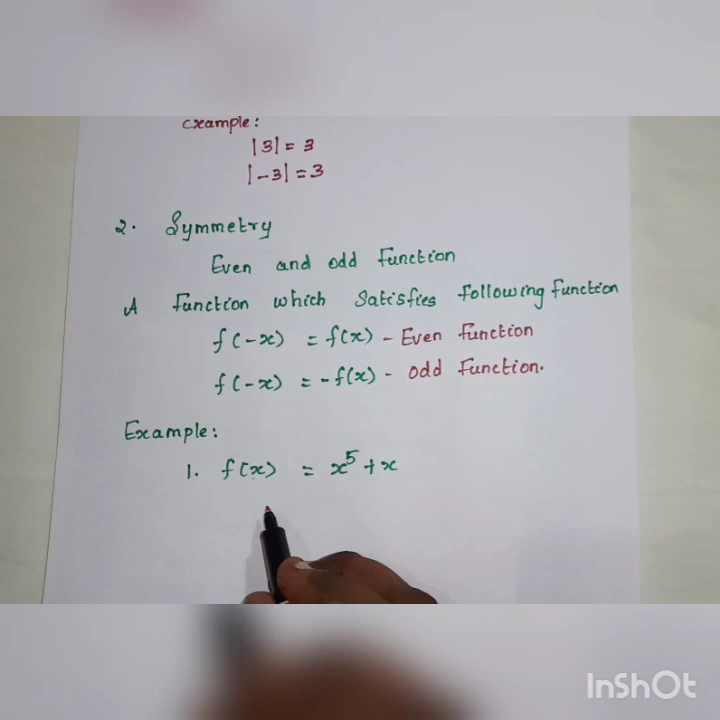 Example:
|3| = 3
|-3| = 3
2. Symmetry
Even and odd Function
A Function which Satisfies following function
f(-x) = f(x) - Even Function
f(-x) = -f(x) - odd Function.
Example:
1. f(x) = x⁵ + x
InShOt